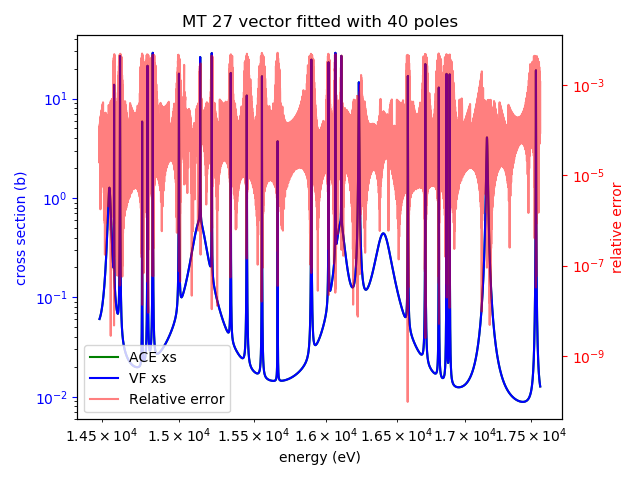 MT 27 vector fitted with 40 poles
cross section (b)
10¹
10⁰
10⁻¹
10⁻²
10⁻³
10⁻⁵
10⁻⁷
10⁻⁹
relative error
ACE xs
VF xs
Relative error
1.45×10⁴ 1.5×10⁴ 1.55×10⁴ 1.6×10⁴ 1.65×10⁴ 1.7×10⁴ 1.75×10⁴
energy (eV)